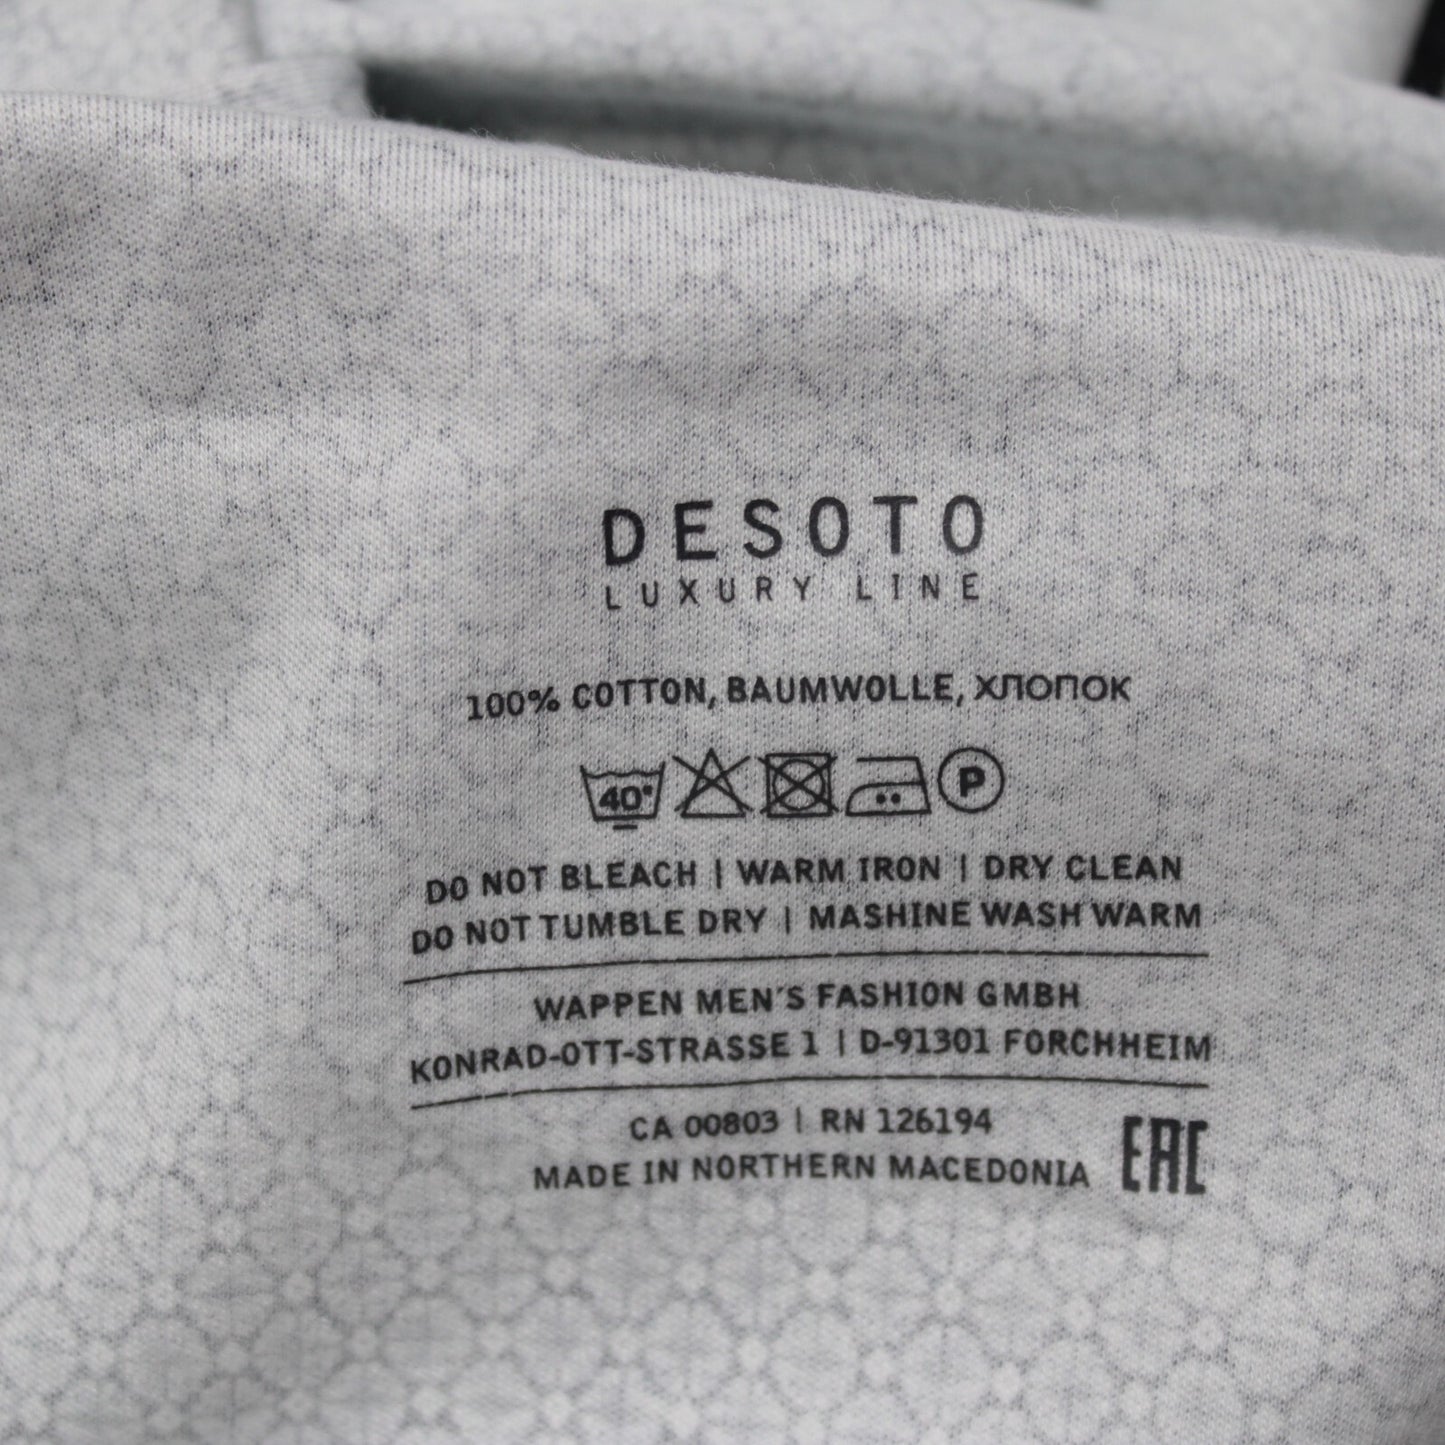 DESOTO
LUXURY LINE
100% COTTON, BAUMWOLLE, ХЛОПОК
40° P
DO NOT BLEACH | WARM IRON | DRY CLEAN
DO NOT TUMBLE DRY | MASHINE WASH WARM
WAPPEN MEN´S FASHION GMBH
KONRAD-OTT-STRASSE 1 | D-91301 FORCHHEIM
CA 00803 | RN 126194
MADE IN NORTHERN MACEDONIA EAC